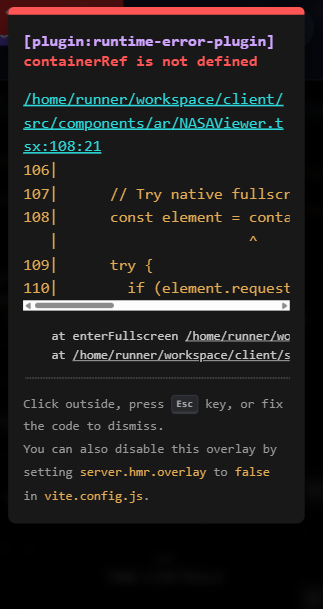 [plugin:runtime-error-plugin]
containerRef is not defined
/home/runner/workspace/client/
src/components/ar/NASAViewer.t
sx:108:21
106|
107|      // Try native fullscr
108|      const element = conta
   |                     ^
109|      try {
110|        if (element.request
at enterFullscreen /home/runner/wo
at /home/runner/workspace/client/s
Click outside, press Esc key, or fix
the code to dismiss.
You can also disable this overlay by
setting server.hmr.overlay to false
in vite.config.js.